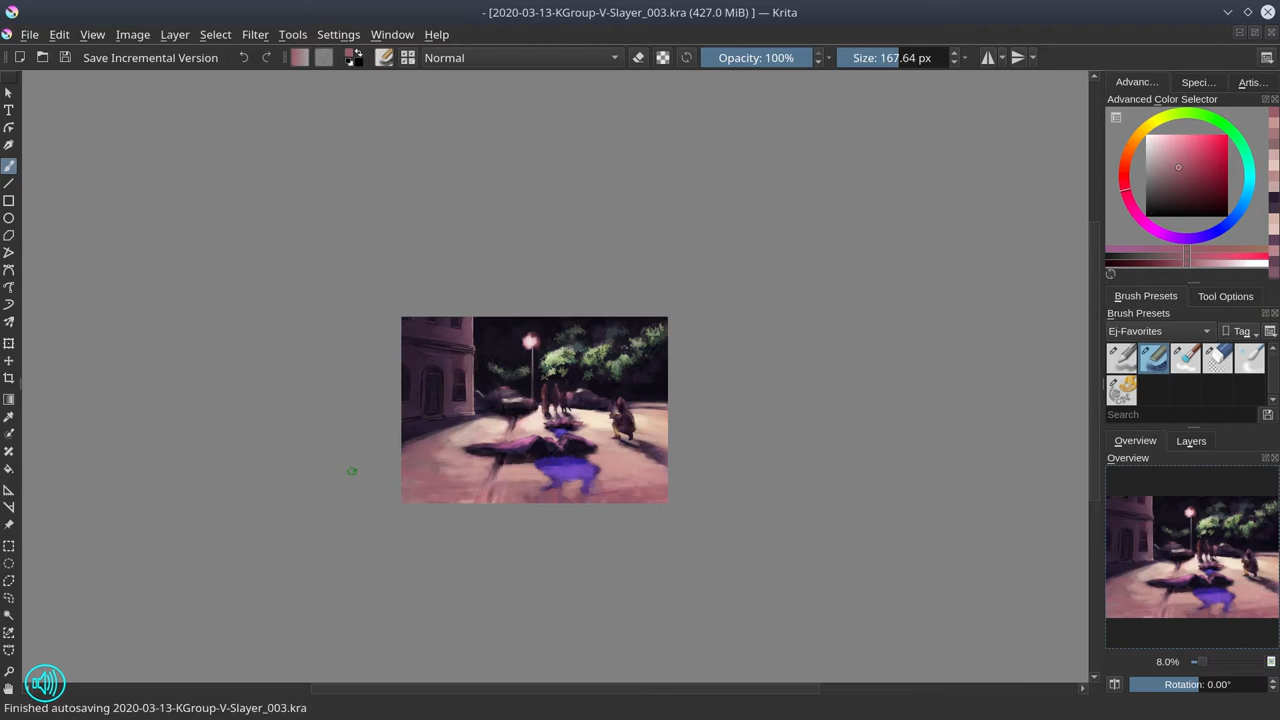 - [2020-03-13-KGroup-V-Slayer_003.kra (427.0 MiB) ] — Krita
File Edit View Image Layer Select Filter Tools Settings Window Help
Save Incremental Version Normal Opacity: 100% Size: 167.64 px
Advanc... Speci... Artis...
Advanced Color Selector
Brush Presets Tool Options
Brush Presets
Ej-Favorites Tag
Search
Overview Layers
Overview
8.0%
Rotation: 0.00°
Finished autosaving 2020-03-13-KGroup-V-Slayer_003.kra